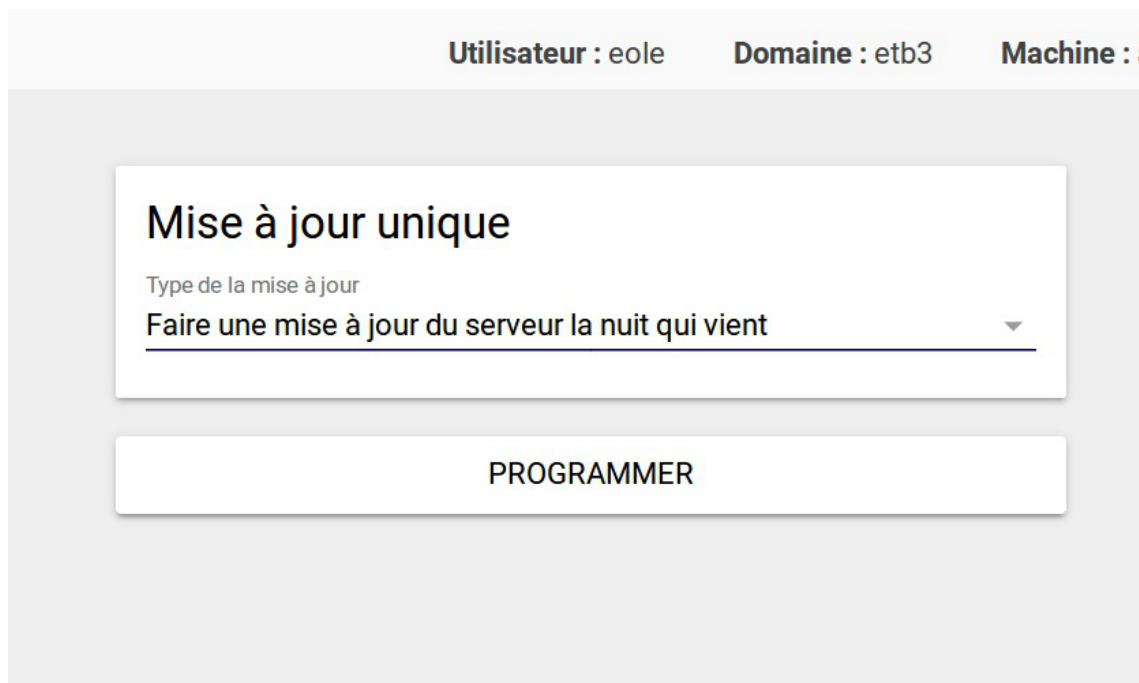 Utilisateur : eole Domaine : etb3 Machine :
Mise à jour unique
Type de la mise à jour
Faire une mise à jour du serveur la nuit qui vient
PROGRAMMER